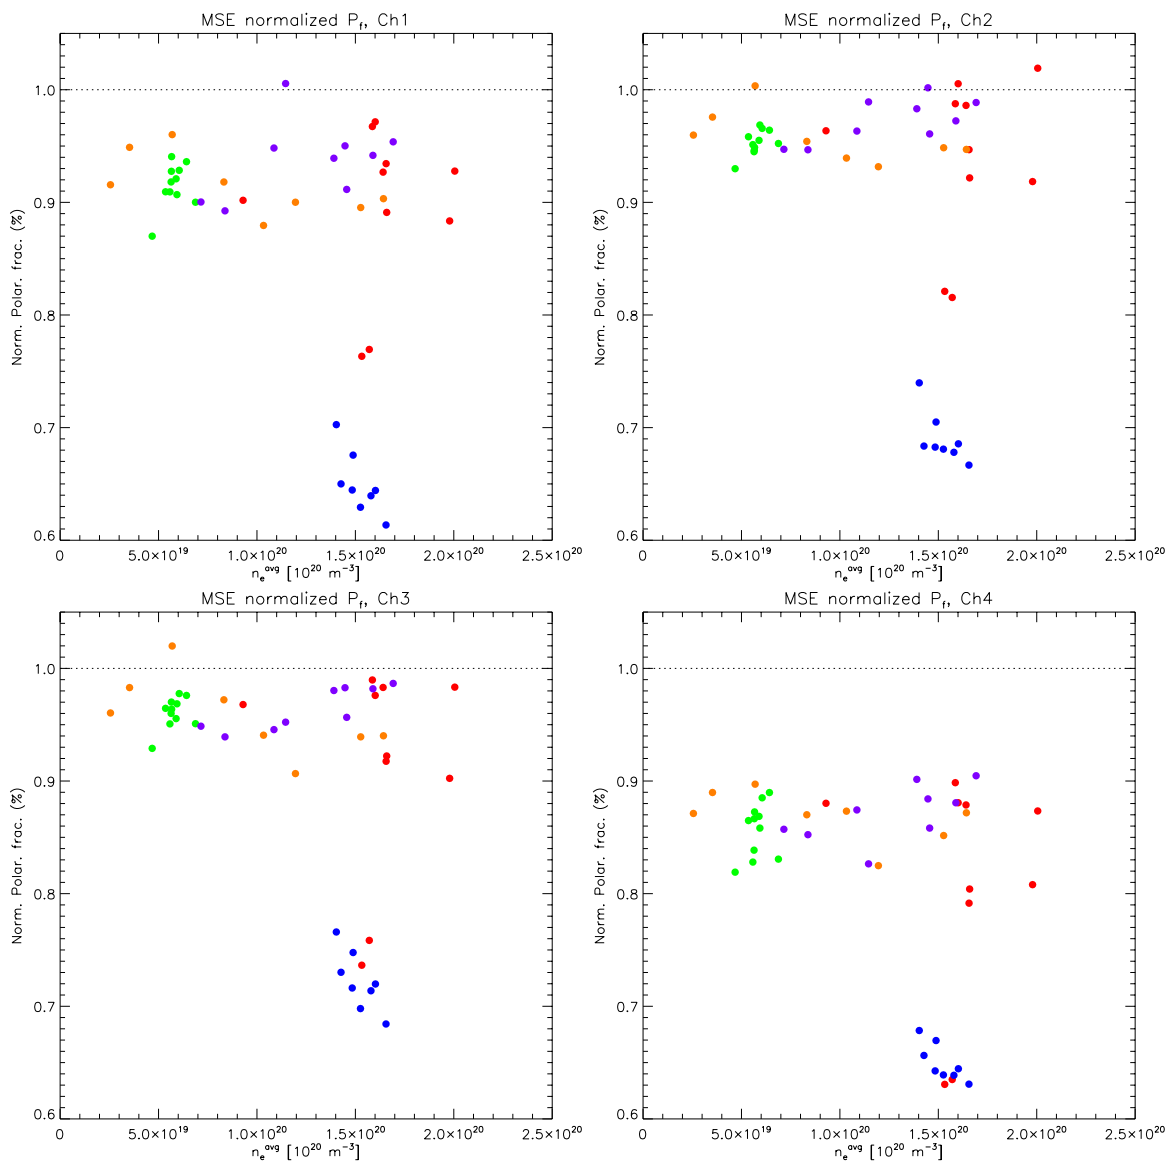 MSE normalized P_f, Ch1
Norm. Polar. frac. (%)
1.0
0.9
0.8
0.7
0.6
0 5.0×10^19 1.0×10^20 1.5×10^20 2.0×10^20 2.5×10^20
n_e^avg [10^20 m^-3]
MSE normalized P_f, Ch2
Norm. Polar. frac. (%)
1.0
0.9
0.8
0.7
0.6
0 5.0×10^19 1.0×10^20 1.5×10^20 2.0×10^20 2.5×10^20
n_e^avg [10^20 m^-3]
MSE normalized P_f, Ch3
Norm. Polar. frac. (%)
1.0
0.9
0.8
0.7
0.6
0 5.0×10^19 1.0×10^20 1.5×10^20 2.0×10^20 2.5×10^20
n_e^avg [10^20 m^-3]
MSE normalized P_f, Ch4
Norm. Polar. frac. (%)
1.0
0.9
0.8
0.7
0.6
0 5.0×10^19 1.0×10^20 1.5×10^20 2.0×10^20 2.5×10^20
n_e^avg [10^20 m^-3]